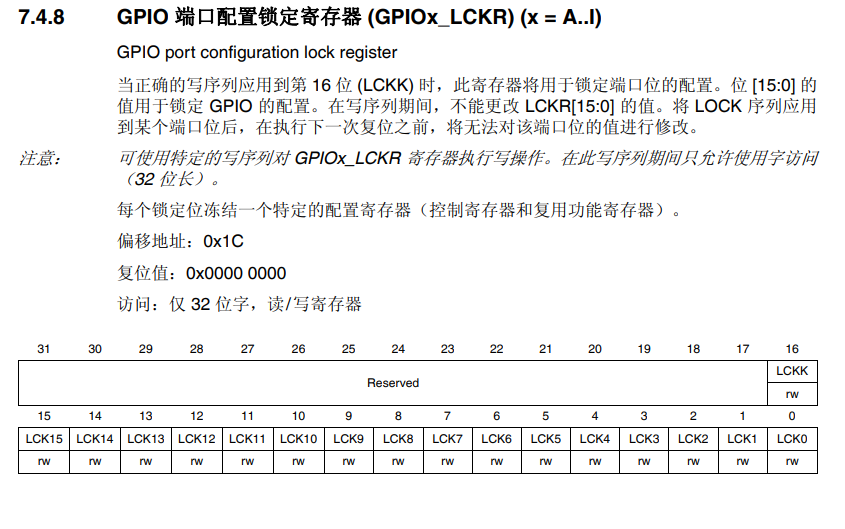 7.4.8 GPIO 端口配置锁定寄存器 (GPIOx_LCKR) (x = A..I)
GPIO port configuration lock register
当正确的写序列应用到第 16 位 (LCKK) 时，此寄存器将用于锁定端口位的配置。位 [15:0] 的
值用于锁定 GPIO 的配置。在写序列期间，不能更改 LCKR[15:0] 的值。将 LOCK 序列应用
到某个端口位后，在执行下一次复位之前，将无法对该端口位的值进行修改。
注意： 可使用特定的写序列对 GPIOx_LCKR 寄存器执行写操作。在此写序列期间只允许使用字访问
（32 位长）。
每个锁定位冻结一个特定的配置寄存器（控制寄存器和复用功能寄存器）。
偏移地址：0x1C
复位值：0x0000 0000
访问：仅 32 位字，读/写寄存器
31 30 29 28 27 26 25 24 23 22 21 20 19 18 17 16
Reserved LCKK
rw
15 14 13 12 11 10 9 8 7 6 5 4 3 2 1 0
LCK15 LCK14 LCK13 LCK12 LCK11 LCK10 LCK9 LCK8 LCK7 LCK6 LCK5 LCK4 LCK3 LCK2 LCK1 LCK0
rw rw rw rw rw rw rw rw rw rw rw rw rw rw rw rw